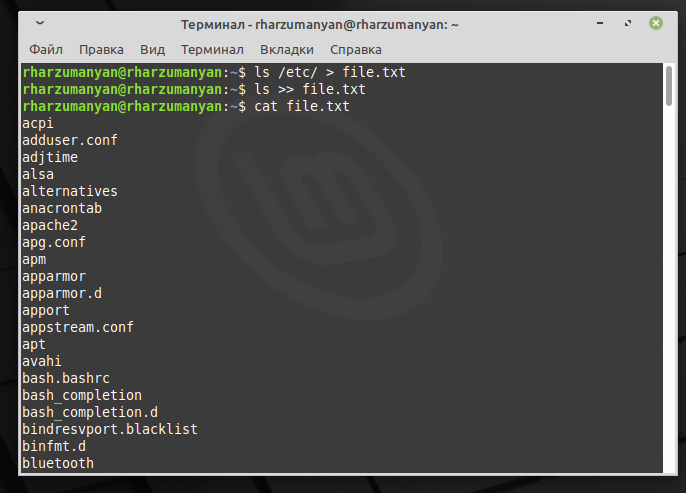 Терминал - rharzumanyan@rharzumanyan: ~
Файл Правка Вид Терминал Вкладки Справка
rharzumanyan@rharzumanyan:~$ ls /etc/ > file.txt
rharzumanyan@rharzumanyan:~$ ls >> file.txt
rharzumanyan@rharzumanyan:~$ cat file.txt
acpi
adduser.conf
adjtime
alsa
alternatives
anacrontab
apache2
apg.conf
apm
apparmor
apparmor.d
apport
appstream.conf
apt
avahi
bash.bashrc
bash_completion
bash_completion.d
bindresvport.blacklist
binfmt.d
bluetooth